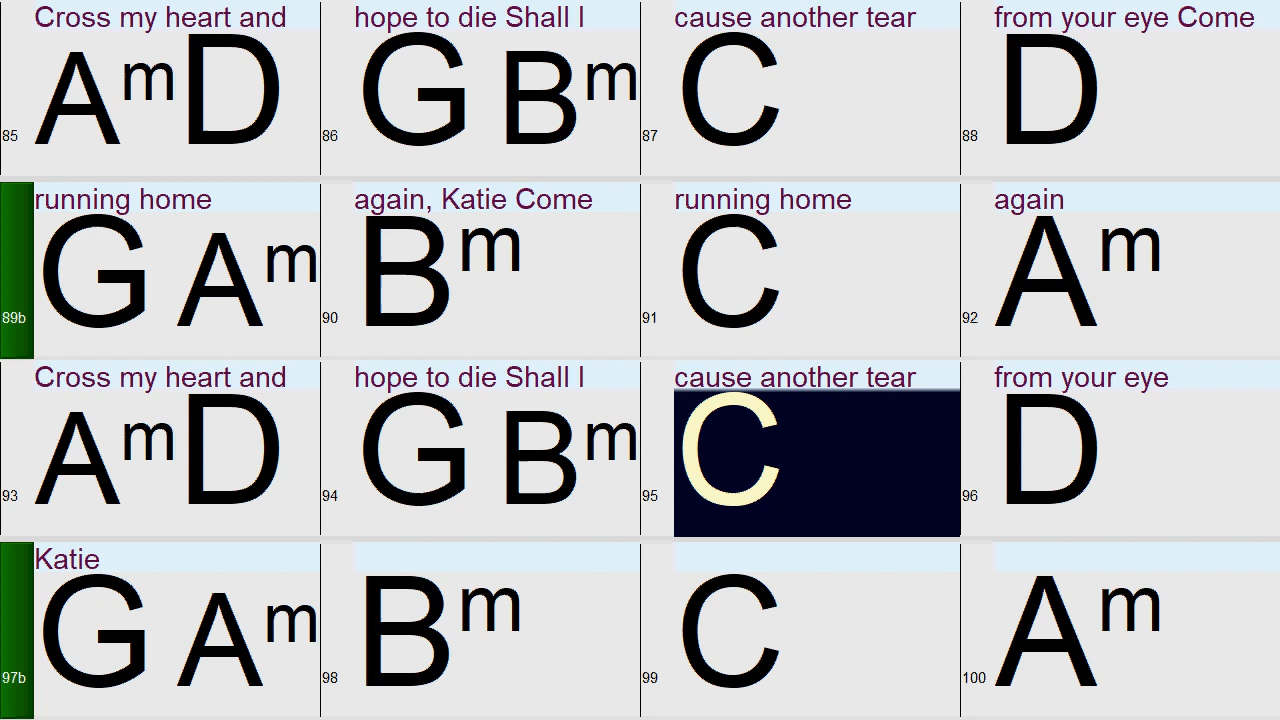 Cross my heart and hope to die Shall I cause another tear from your eye Come
85 Am D 86 G Bm 87 C 88 D
running home again, Katie Come running home again
89b G Am 90 Bm 91 C 92 Am
Cross my heart and hope to die Shall I cause another tear from your eye
93 Am D 94 G Bm 95 C 96 D
Katie
97b G Am 98 Bm 99 C 100 Am